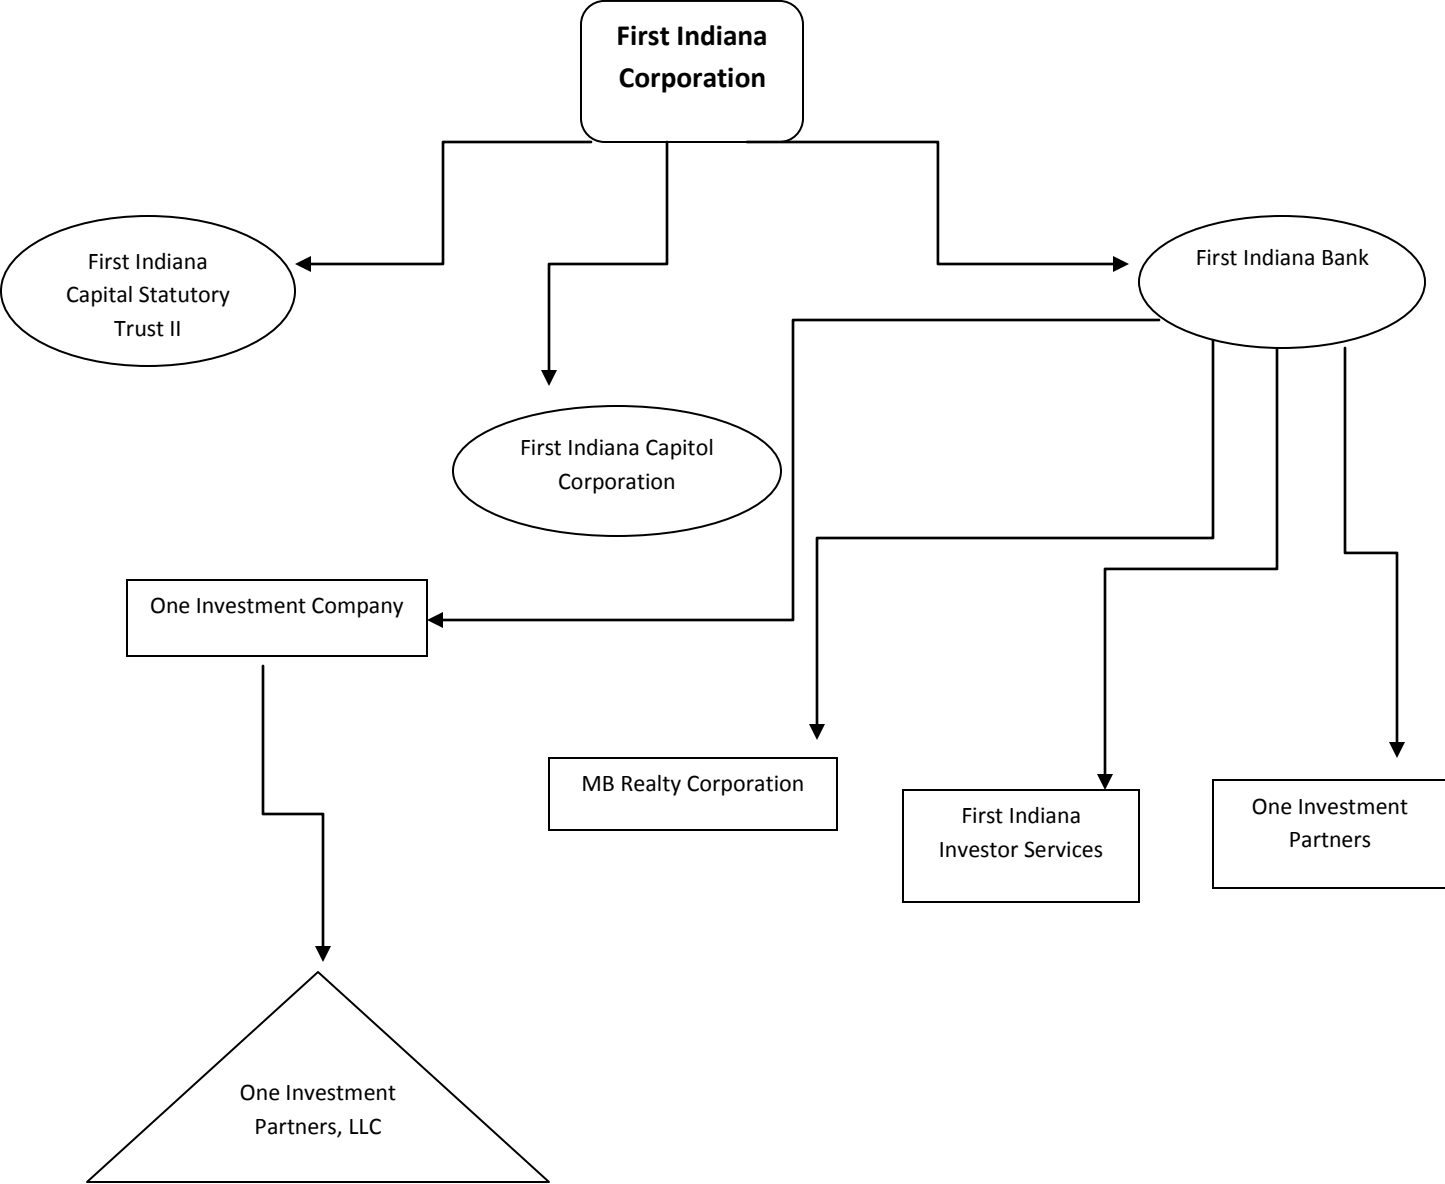 First Indiana
Corporation
First Indiana
Capital Statutory
Trust II
First Indiana Bank
First Indiana Capitol
Corporation
One Investment Company
MB Realty Corporation
First Indiana
Investor Services
One Investment
Partners
One Investment
Partners, LLC